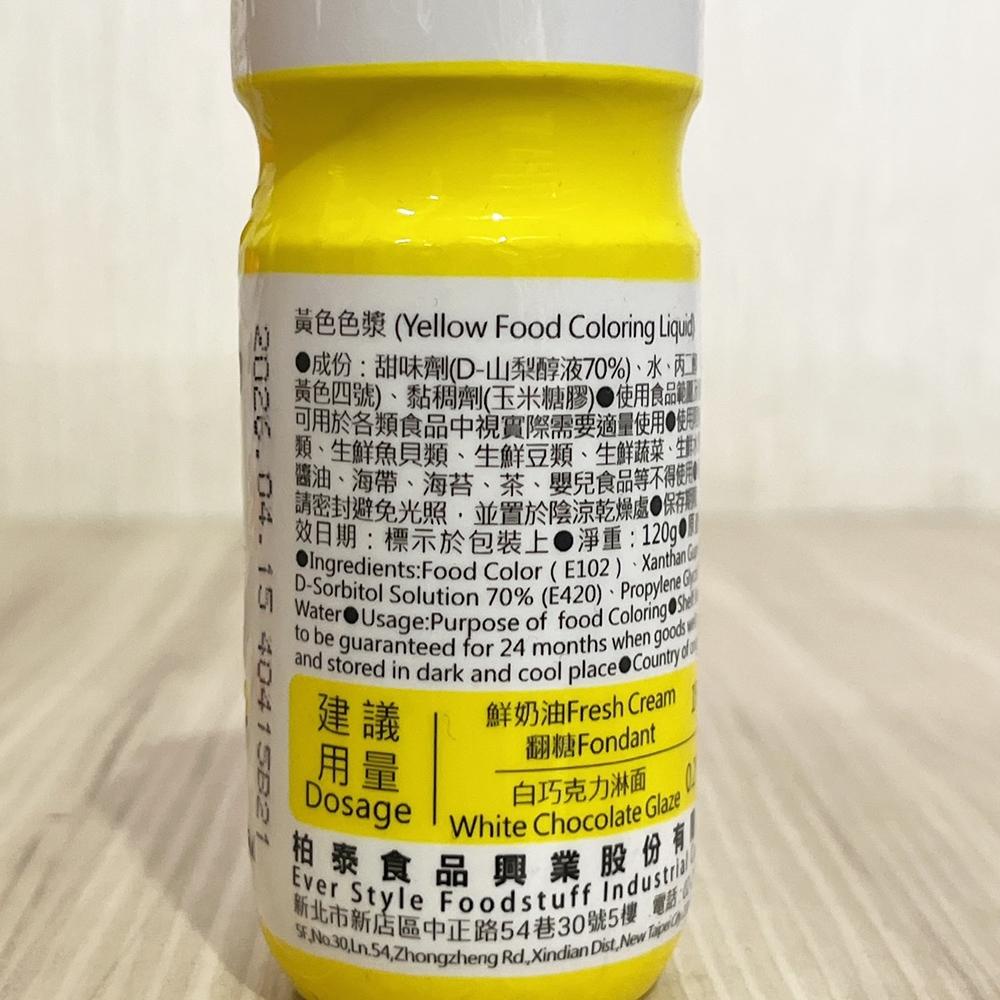 黃色色漿 (Yellow Food Coloring Liquid)
●成份：甜味劑(D-山梨醇液70%)、水、丙二
黃色四號)、黏稠劑(玉米糖膠)●使用食品範圍
可用於各類食品中視實際需要適量使用●使用
類、生鮮魚貝類、生鮮豆類、生鮮蔬菜、生鮮
醬油、海帶、海苔、茶、嬰兒食品等不得使用●
請密封避免光照，並置於陰涼乾燥處●保存期
效日期：標示於包裝上●淨重：120g●
●Ingredients:Food Color ( E102 )、Xanthan
D-Sorbitol Solution 70% (E420)、Propylene
Water●Usage:Purpose of food Coloring●
to be guaranteed for 24 months when goods
and stored in dark and cool place●Country of
建議
用量
Dosage
鮮奶油Fresh Cream
翻糖Fondant
白巧克力淋面
White Chocolate Glaze
柏泰食品興業股份有
Ever Style Foodstuff Industrial
新北市新店區中正路54巷30號5樓 電話
5F,No.30,Ln.54,Zhongzheng Rd.,Xindian Dist.,New Taipei City
2026.04.15 40415B21